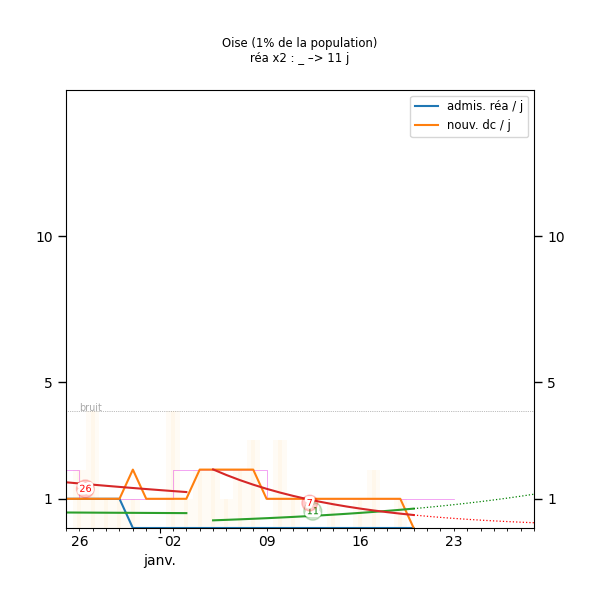 Oise (1% de la population)
réa x2 : _ –> 11 j
admis. réa / j
nouv. dc / j
10
10
5
5
bruit
26
7
11
1
1
26
02
09
16
23
janv.